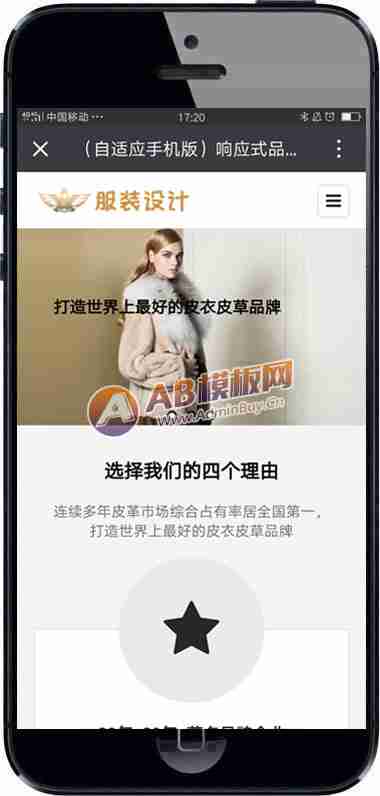 中国移动
17:20
（自适应手机版）响应式品...
服装设计
打造世界上最好的皮衣皮草品牌
AB模板网
www.AdminBuy.Cn
选择我们的四个理由
连续多年皮革市场综合占有率居全国第一，
打造世界上最好的皮衣皮草品牌